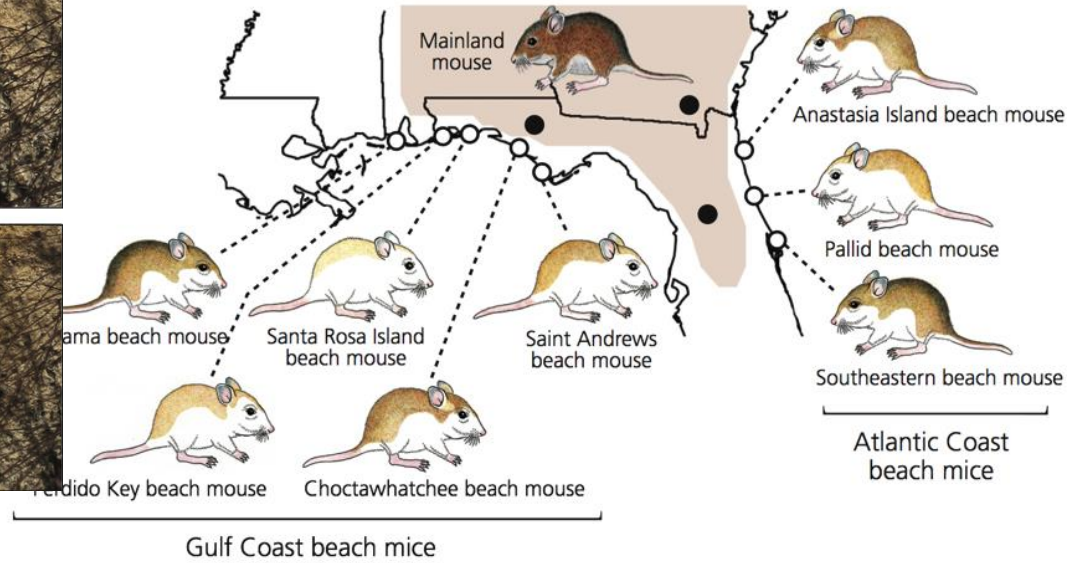 Mainland
mouse
Anastasia Island beach mouse
Pallid beach mouse
Southeastern beach mouse
Atlantic Coast
beach mice
ama beach mouse
Santa Rosa Island
beach mouse
Saint Andrews
beach mouse
Perdido Key beach mouse
Choctawhatchee beach mouse
Gulf Coast beach mice